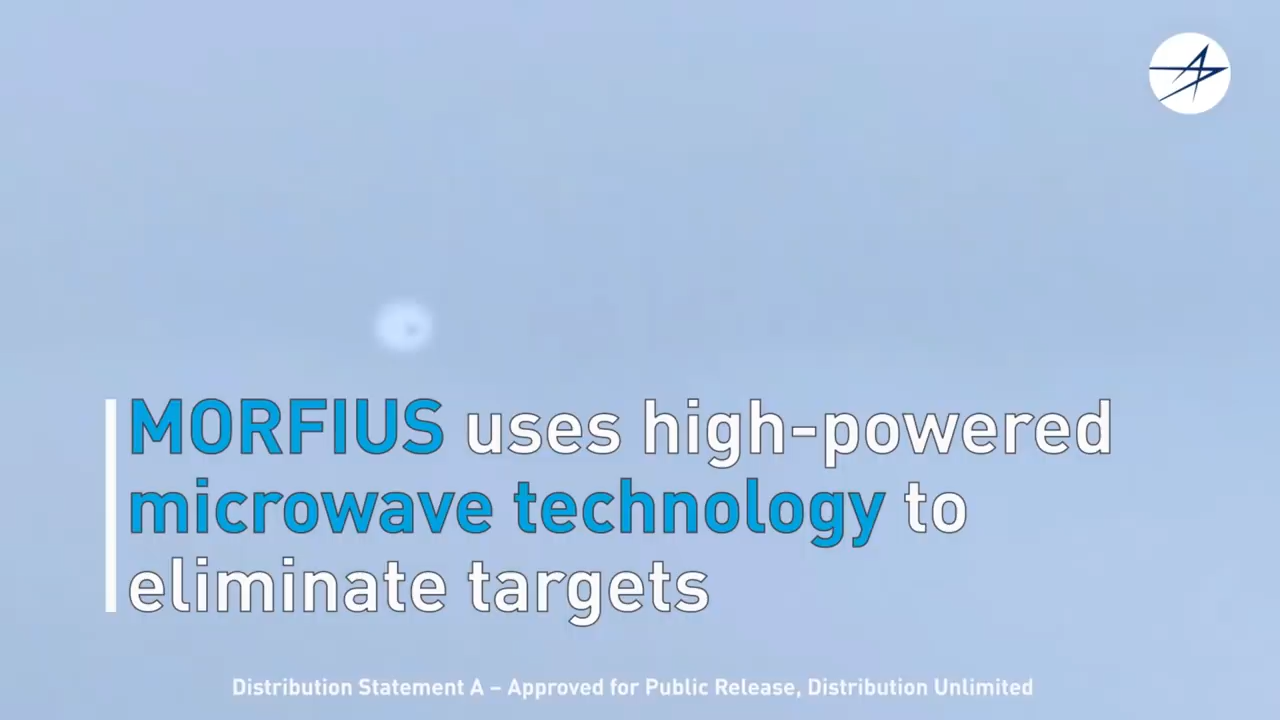 MORFIUS uses high-powered
microwave technology to
eliminate targets
Distribution Statement A – Approved for Public Release, Distribution Unlimited